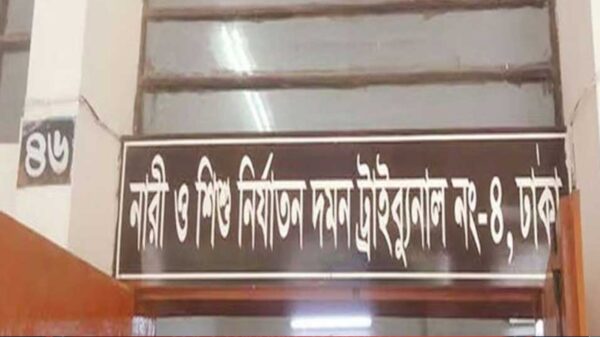 ৪৬
নারী ও শিশু নির্যাতন দমন ট্রাইব্যুনাল নং-৪, ঢাকা